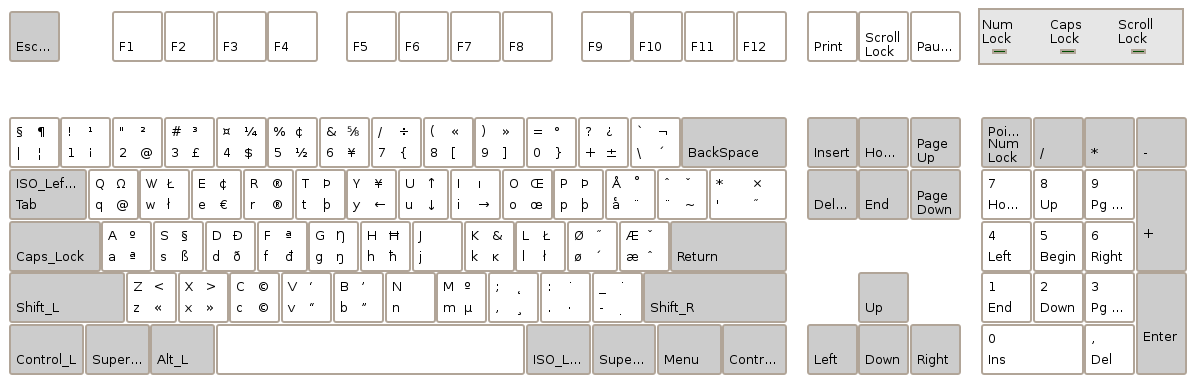 Esc... F1 F2 F3 F4 F5 F6 F7 F8 F9 F10 F11 F12 Print Scroll Lock Pau... Num Lock Caps Lock Scroll Lock
§ ¶ ! ¹ " ² # ³ ¤ ¼ % ¢ & ⅝ / ÷ ( « ) » = ° ? ¿ ` ¬
| ¦ 1 ¡ 2 @ 3 £ 4 $ 5 ½ 6 ¥ 7 { 8 [ 9 ] 0 } + ± \ ´ BackSpace Insert Ho... Page Up Poi... Num Lock / * -
ISO_Lef... Q Ω W Ł E ¢ R ® T Þ Y ¥ U ↑ I ı O Œ P Þ Å ° ^ ˇ * × 7 8 9
Tab q @ w ł e € r ® t þ y ← u ↓ i → o œ p þ å ¨ ¨ ~ ' ˝ Del... End Page Down Ho... Up Pg ...
A º S § D Ð F ª G Ŋ H Ħ J K & L Ł Ø ˝ Æ ˇ 4 5 6 +
Caps_Lock a ª s ß d ð f đ g ŋ h ħ j k ĸ l ł ø ´ æ ^ Return Left Begin Right
Z < X > C © V ‘ B ’ N M º ; ¸ : ˙ _ ˙ 1 2 3
Shift_L z « x » c © v “ b ” n m µ , ¸ . · - . Shift_R Up End Down Pg ...
Control_L Super... Alt_L ISO_L... Supe... Menu Contr... Left Down Right 0 , Enter
Ins Del